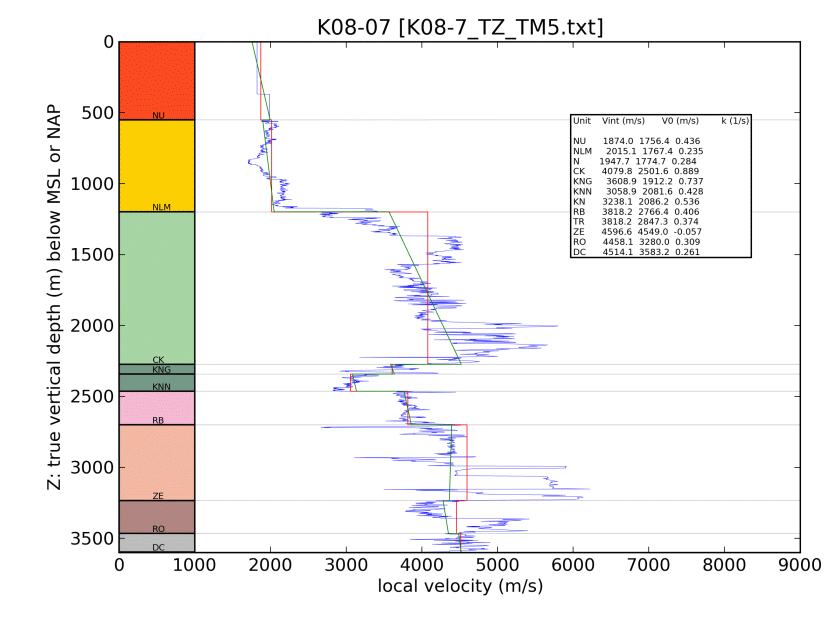 K08-07 [K08-7_TZ_TM5.txt]
Z: true vertical depth (m) below MSL or NAP
0
500
1000
1500
2000
2500
3000
3500
NU
NLM
CK
KNG
KNN
RB
ZE
RO
DC
Unit Vint (m/s) V0 (m/s) k (1/s)
NU 1874.0 1756.4 0.436
NLM 2015.1 1767.4 0.235
N 1947.7 1774.7 0.284
CK 4079.8 2501.6 0.889
KNG 3608.9 1912.2 0.737
KNN 3058.9 2081.6 0.428
KN 3238.1 2086.2 0.536
RB 3818.2 2766.4 0.406
TR 3818.2 2847.3 0.374
ZE 4596.6 4549.0 -0.057
RO 4458.1 3280.0 0.309
DC 4514.1 3583.2 0.261
0 1000 2000 3000 4000 5000 6000 7000 8000 9000
local velocity (m/s)